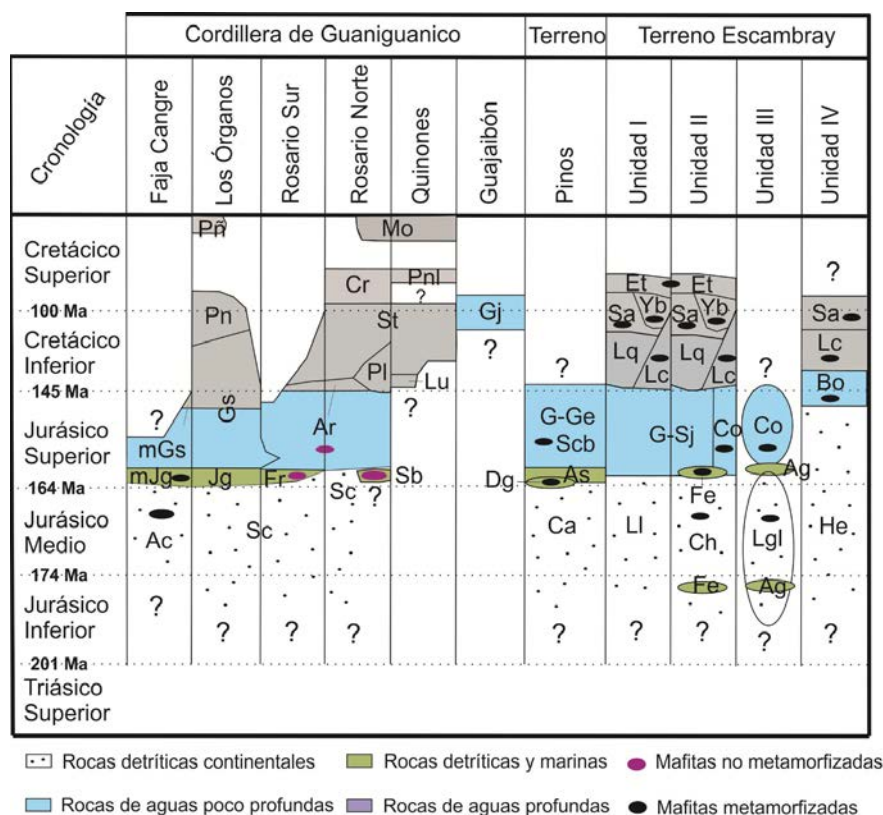 Cordillera de Guaniguanico Terreno Terreno Escambray
Cronología Faja Cangre Los Órganos Rosario Sur Rosario Norte Quinones Guajaibón Pinos Unidad I Unidad II Unidad III Unidad IV
Pñ Mo
Cretácico
Superior
?
Cr Pnl Et Et
?
100 Ma
Pn St Gj Sa Yb Sa Yb Sa
Cretácico
Inferior
? Lq Lq Lc
Pl Lc Lc
Lu ? ? Bo
145 Ma
? Gs ?
Jurásico
Superior
mGs Ar G-Ge Scb G-Sj Co Co
mJg Jg Fr Sb As Ag
Sc ? Dg
164 Ma
Fe
Jurásico
Medio
Ac Sc Ca Ll Ch Lgl He
174 Ma
Fe Ag
Jurásico
Inferior
? ? ? ? ? ? ? ? ?
201 Ma
Triásico
Superior
Rocas detríticas continentales Rocas detríticas y marinas Mafitas no metamorfizadas
Rocas de aguas poco profundas Rocas de aguas profundas Mafitas metamorfizadas